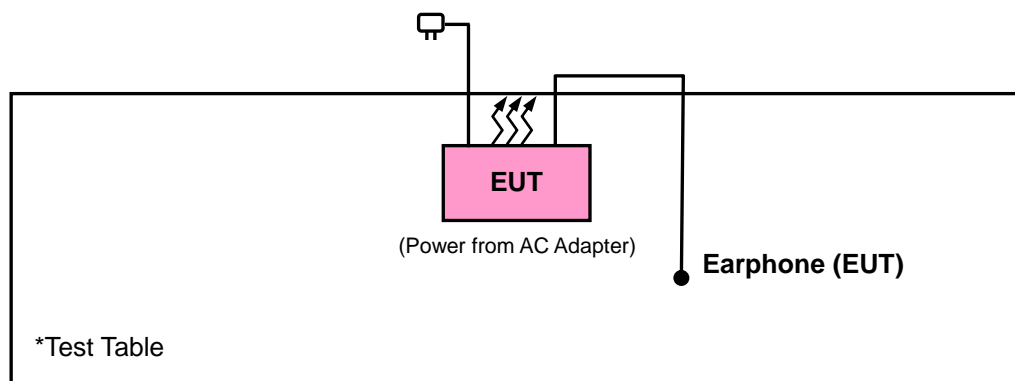 EUT
(Power from AC Adapter)
Earphone (EUT)
*Test Table